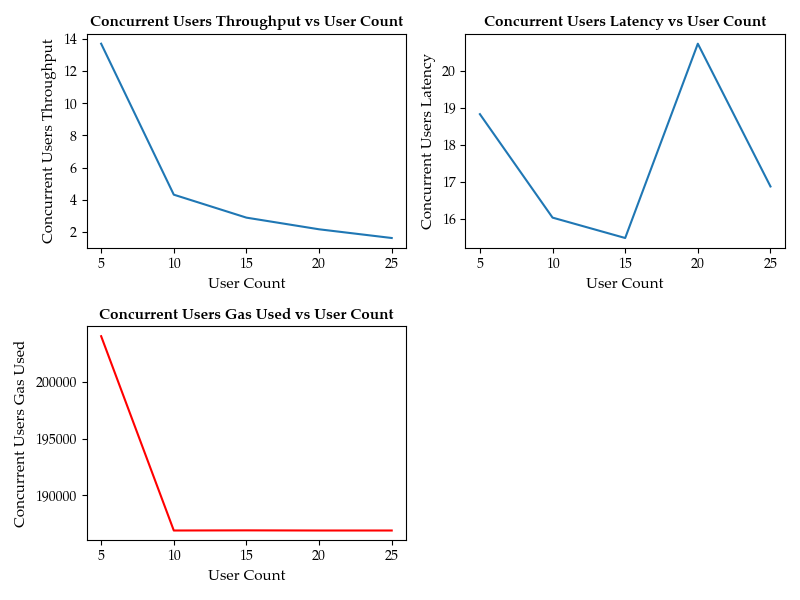 Concurrent Users Throughput vs User Count
Concurrent Users Throughput
14
12
10
8
6
4
2
5 10 15 20 25
User Count
Concurrent Users Latency vs User Count
Concurrent Users Latency
20
19
18
17
16
5 10 15 20 25
User Count
Concurrent Users Gas Used vs User Count
Concurrent Users Gas Used
200000
195000
190000
5 10 15 20 25
User Count